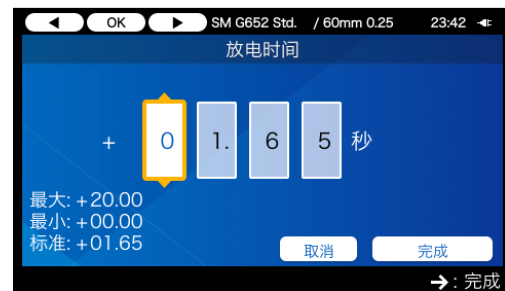 OK SM G652 Std. / 60mm 0.25 23:42
放电时间
+ 0 1. 6 5 秒
最大: +20.00
最小: +00.00
标准: +01.65
取消 完成
→: 完成